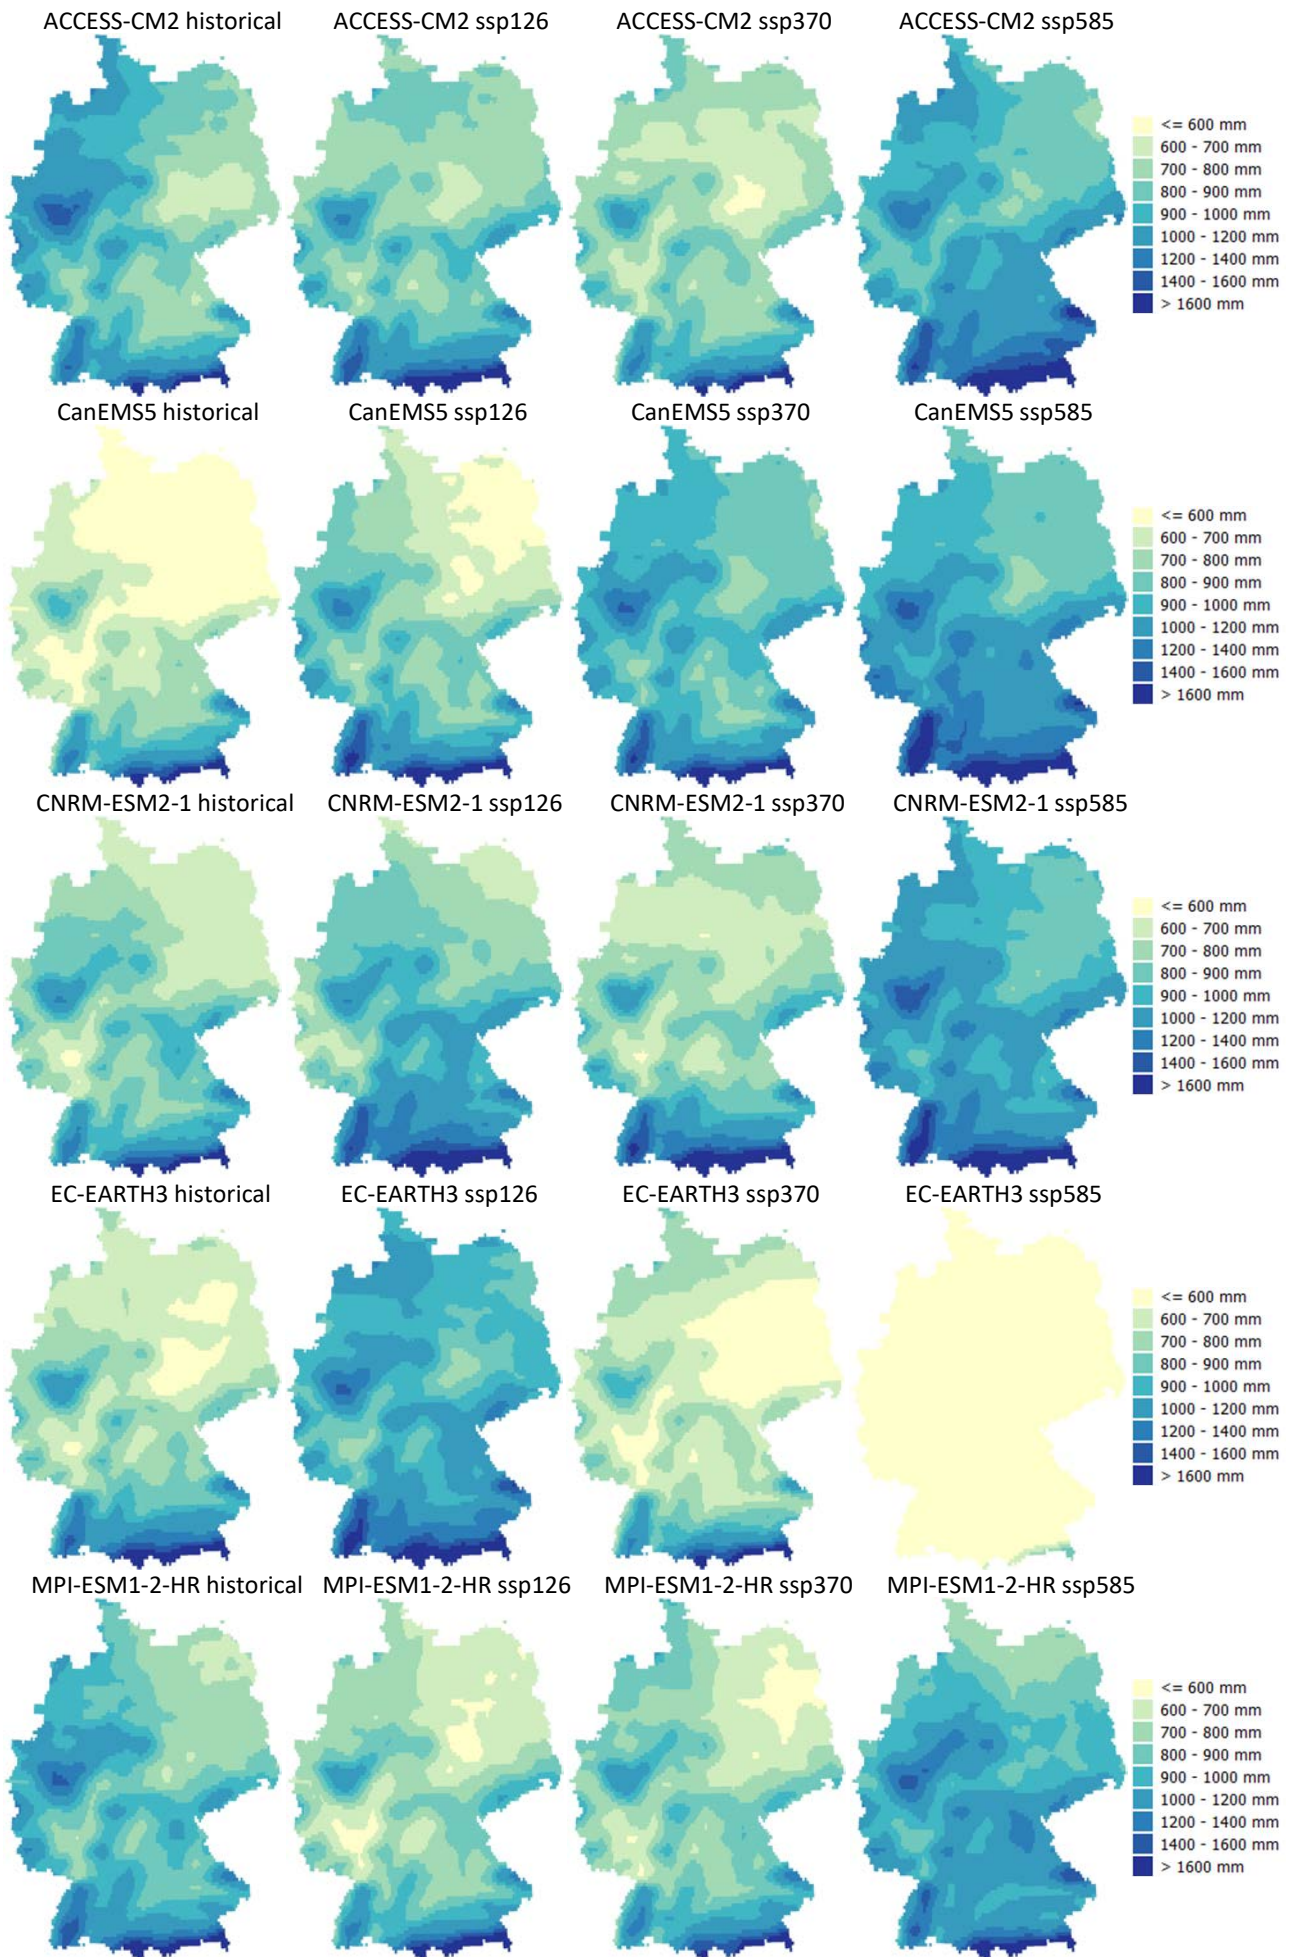 ACCESS-CM2 historical ACCESS-CM2 ssp126 ACCESS-CM2 ssp370 ACCESS-CM2 ssp585
<= 600 mm
600 - 700 mm
700 - 800 mm
800 - 900 mm
900 - 1000 mm
1000 - 1200 mm
1200 - 1400 mm
1400 - 1600 mm
> 1600 mm
CanEMS5 historical CanEMS5 ssp126 CanEMS5 ssp370 CanEMS5 ssp585
<= 600 mm
600 - 700 mm
700 - 800 mm
800 - 900 mm
900 - 1000 mm
1000 - 1200 mm
1200 - 1400 mm
1400 - 1600 mm
> 1600 mm
CNRM-ESM2-1 historical CNRM-ESM2-1 ssp126 CNRM-ESM2-1 ssp370 CNRM-ESM2-1 ssp585
<= 600 mm
600 - 700 mm
700 - 800 mm
800 - 900 mm
900 - 1000 mm
1000 - 1200 mm
1200 - 1400 mm
1400 - 1600 mm
> 1600 mm
EC-EARTH3 historical EC-EARTH3 ssp126 EC-EARTH3 ssp370 EC-EARTH3 ssp585
<= 600 mm
600 - 700 mm
700 - 800 mm
800 - 900 mm
900 - 1000 mm
1000 - 1200 mm
1200 - 1400 mm
1400 - 1600 mm
> 1600 mm
MPI-ESM1-2-HR historical MPI-ESM1-2-HR ssp126 MPI-ESM1-2-HR ssp370 MPI-ESM1-2-HR ssp585
<= 600 mm
600 - 700 mm
700 - 800 mm
800 - 900 mm
900 - 1000 mm
1000 - 1200 mm
1200 - 1400 mm
1400 - 1600 mm
> 1600 mm